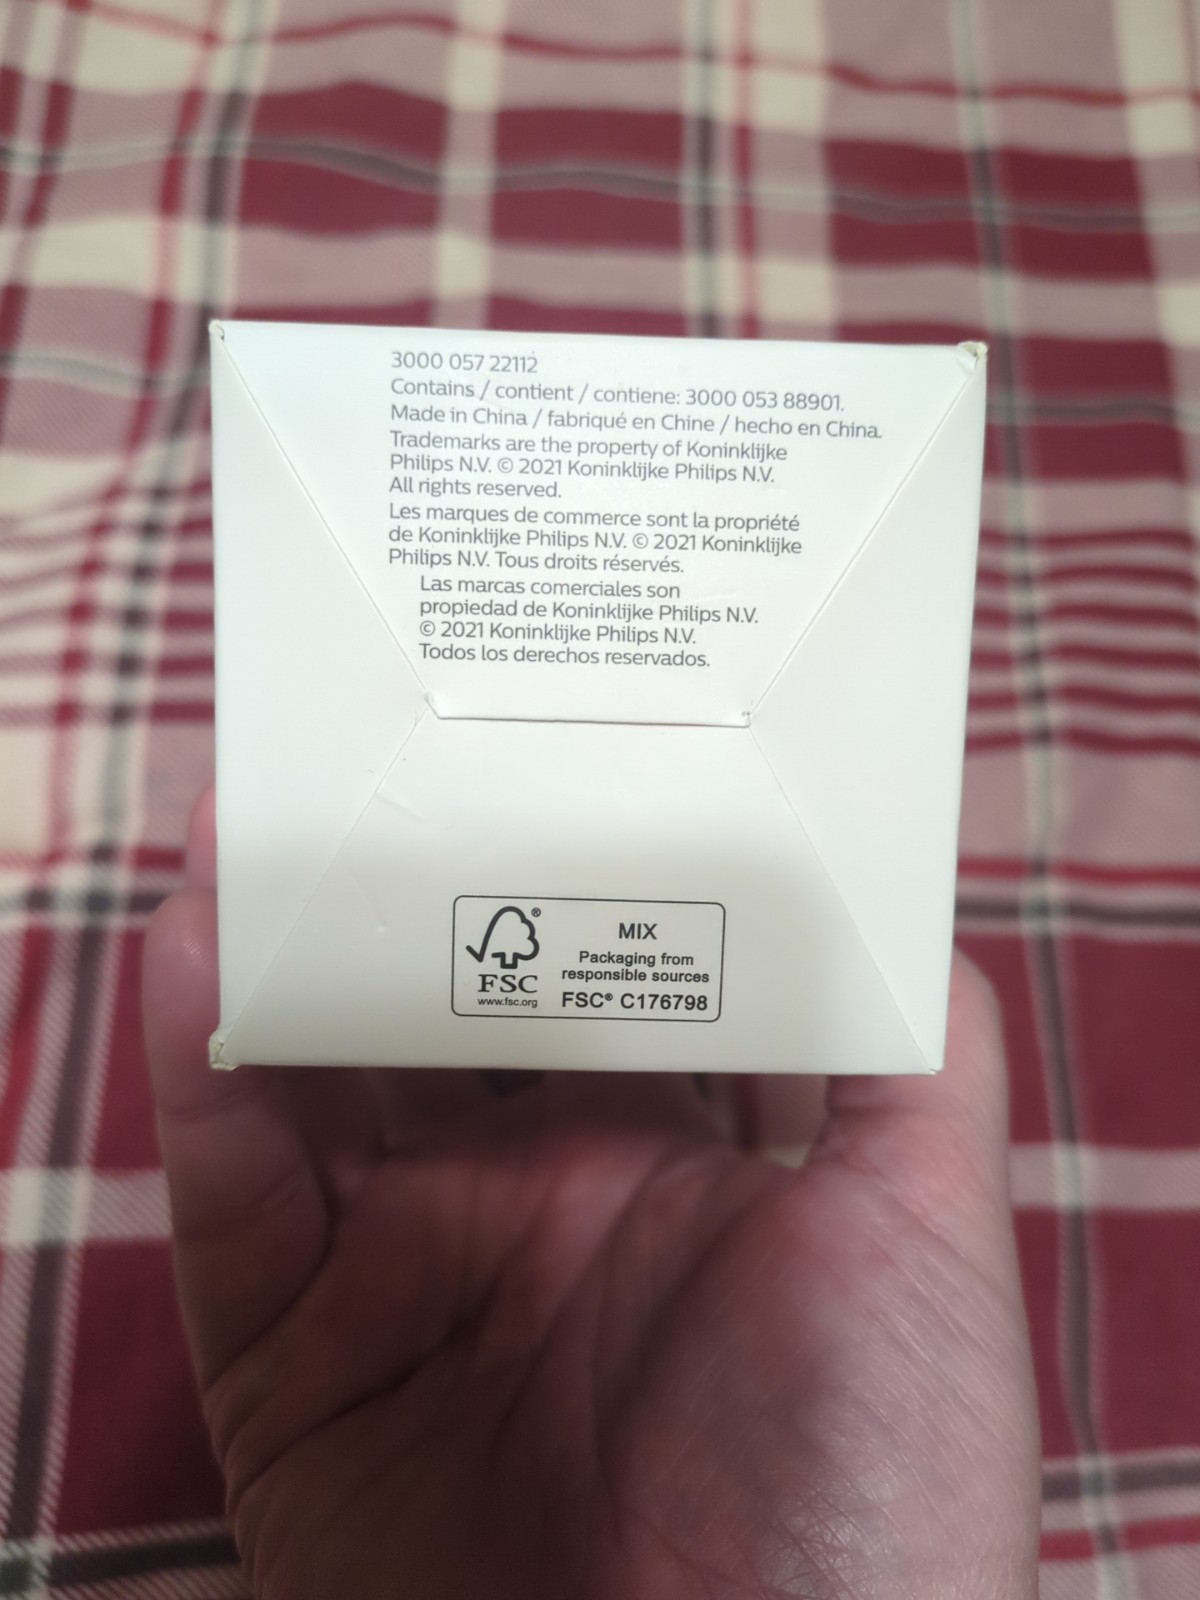 3000 057 22112
Contains / contient / contiene: 3000 053 88901.
Made in China / fabriqué en Chine / hecho en China.
Trademarks are the property of Koninklijke
Philips N.V. © 2021 Koninklijke Philips N.V.
All rights reserved.
Les marques de commerce sont la propriété
de Koninklijke Philips N.V. © 2021 Koninklijke
Philips N.V. Tous droits réservés.
Las marcas comerciales son
propiedad de Koninklijke Philips N.V.
© 2021 Koninklijke Philips N.V.
Todos los derechos reservados.
®
FSC
www.fsc.org
MIX
Packaging from
responsible sources
FSC® C176798